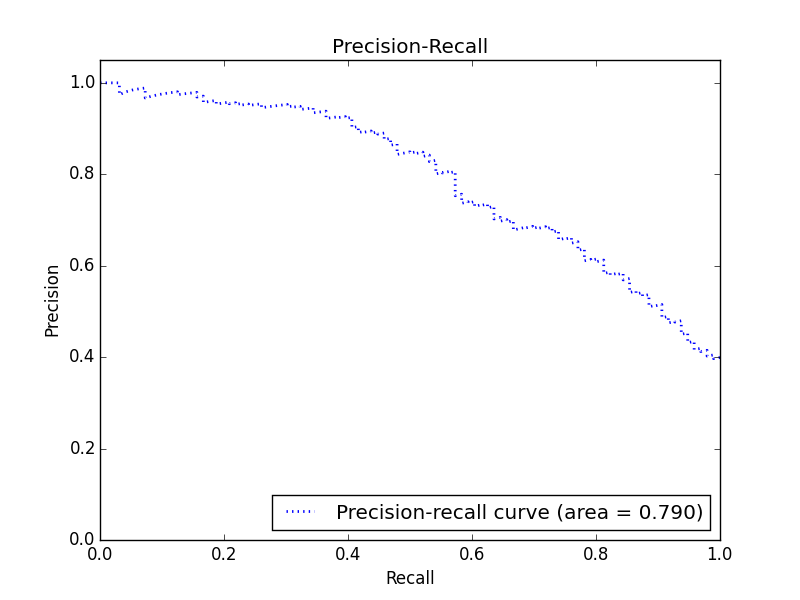 Precision-Recall
1.0
0.8
0.6
0.4
0.2
0.0
Precision
Precision-recall curve (area = 0.790)
0.0 0.2 0.4 0.6 0.8 1.0
Recall